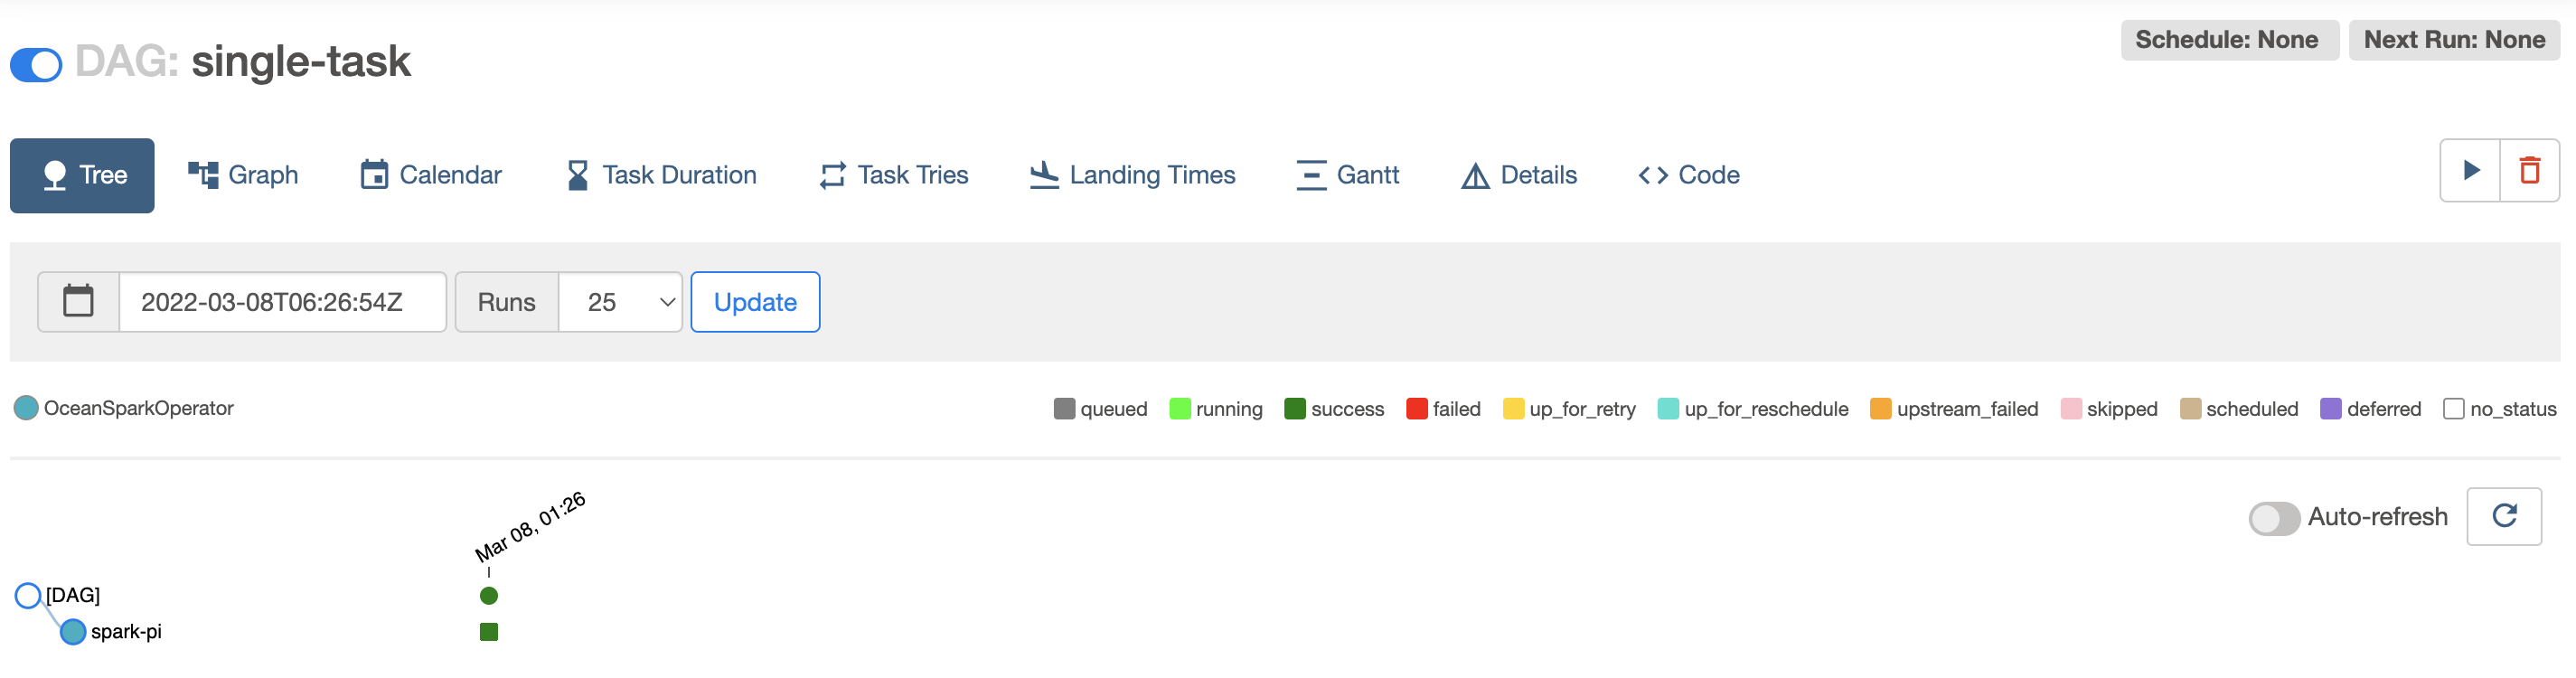 DAG: single-task
Schedule: None Next Run: None
Tree Graph Calendar Task Duration Task Tries Landing Times Gantt Details Code
2022-03-08T06:26:54Z Runs 25 Update
OceanSparkOperator queued running success failed up_for_retry up_for_reschedule upstream_failed skipped scheduled deferred no_status
Auto-refresh
Mar 08, 01:26
[DAG]
spark-pi